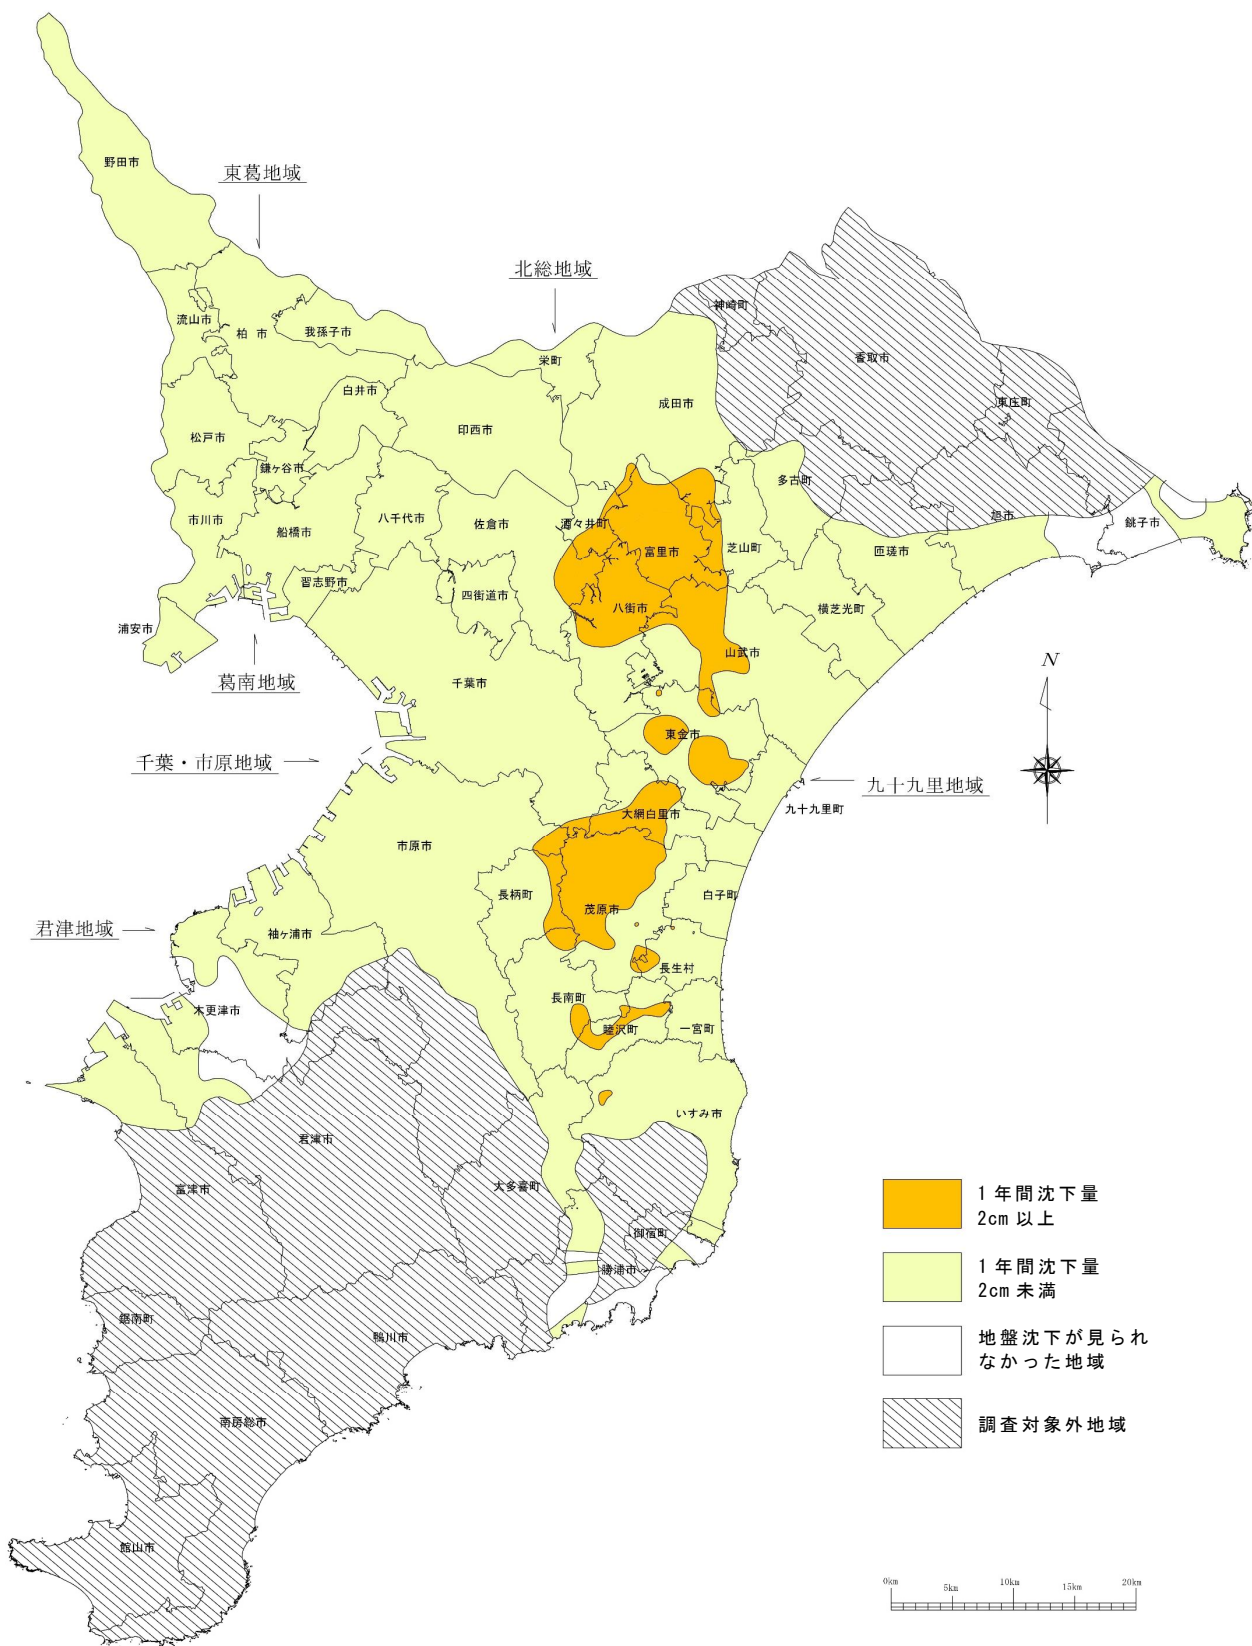 野田市
東葛地域
北総地域
神崎町
流山市
柏 市
我孫子市
栄町
香取市
白井市
成田市
東庄町
印西市
松戸市
鎌ヶ谷市
多古町
市川市
船橋市
八千代市
佐倉市
酒々井町
旭市
銚子市
富里市
芝山町
匝瑳市
習志野市
四街道市
八街市
横芝光町
浦安市
山武市
N
葛南地域
千葉市
東金市
千葉・市原地域
九十九里地域
大網白里市
九十九里町
市原市
長柄町
白子町
茂原市
君津地域
袖ヶ浦市
長生村
長南町
木更津市
睦沢町
一宮町
いすみ市
君津市
富津市
大多喜町
1年間沈下量
2cm以上
御宿町
勝浦市
1年間沈下量
2cm未満
鋸南町
鴨川市
地盤沈下が見られ
なかった地域
南房総市
調査対象外地域
館山市
0km
5km
10km
15km
20km